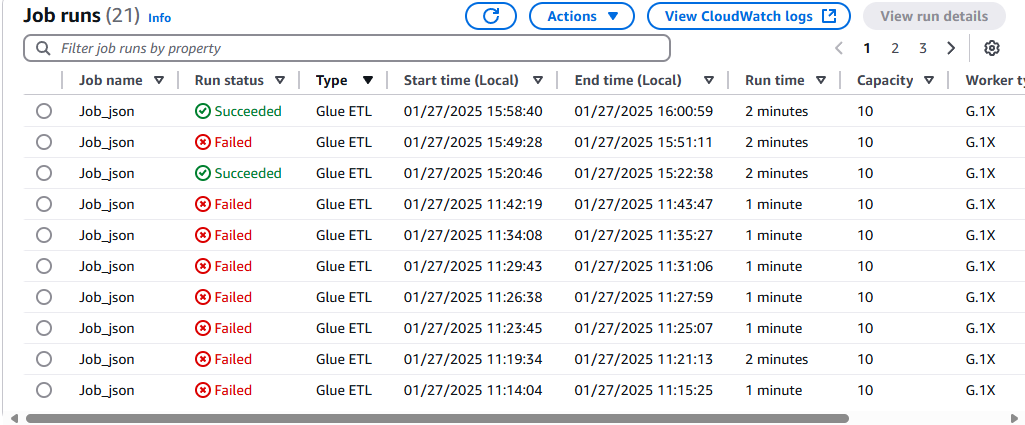 Job runs (21) Info Actions View CloudWatch logs View run details
Filter job runs by property 1 2 3
Job name Run status Type Start time (Local) End time (Local) Run time Capacity Worker ty
Job_json Succeeded Glue ETL 01/27/2025 15:58:40 01/27/2025 16:00:59 2 minutes 10 G.1X
Job_json Failed Glue ETL 01/27/2025 15:49:28 01/27/2025 15:51:11 2 minutes 10 G.1X
Job_json Succeeded Glue ETL 01/27/2025 15:20:46 01/27/2025 15:22:38 2 minutes 10 G.1X
Job_json Failed Glue ETL 01/27/2025 11:42:19 01/27/2025 11:43:47 1 minute 10 G.1X
Job_json Failed Glue ETL 01/27/2025 11:34:08 01/27/2025 11:35:27 1 minute 10 G.1X
Job_json Failed Glue ETL 01/27/2025 11:29:43 01/27/2025 11:31:06 1 minute 10 G.1X
Job_json Failed Glue ETL 01/27/2025 11:26:38 01/27/2025 11:27:59 1 minute 10 G.1X
Job_json Failed Glue ETL 01/27/2025 11:23:45 01/27/2025 11:25:07 1 minute 10 G.1X
Job_json Failed Glue ETL 01/27/2025 11:19:34 01/27/2025 11:21:13 2 minutes 10 G.1X
Job_json Failed Glue ETL 01/27/2025 11:14:04 01/27/2025 11:15:25 1 minute 10 G.1X